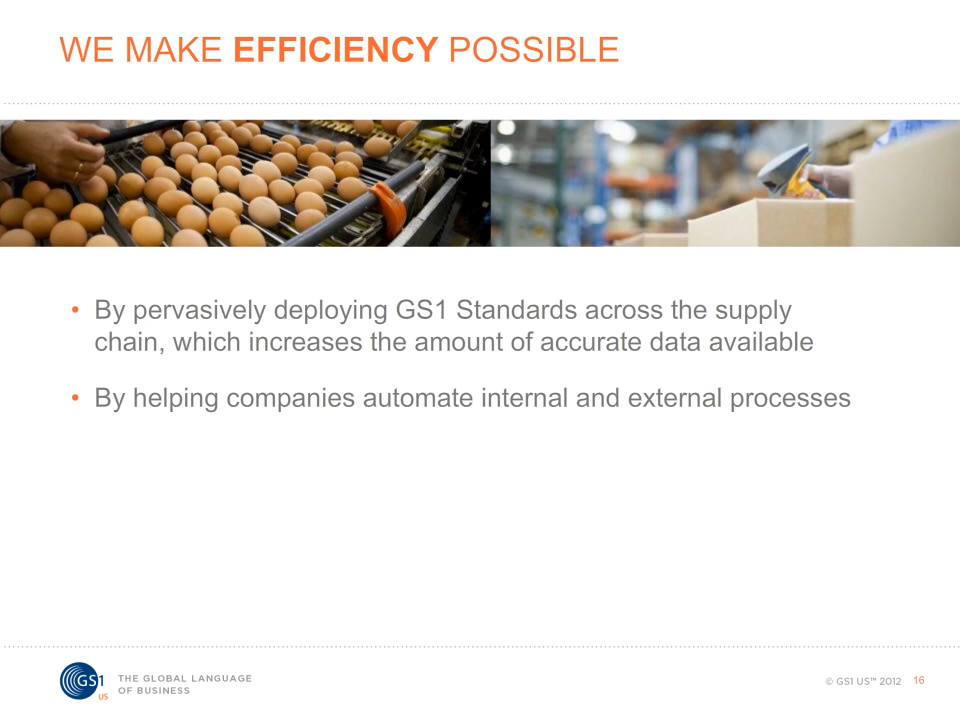 WE MAKE EFFICIENCY POSSIBLE
• By pervasively deploying GS1 Standards across the supply
chain, which increases the amount of accurate data available
• By helping companies automate internal and external processes
GS1
US
THE GLOBAL LANGUAGE
OF BUSINESS
© GS1 US™ 2012 16